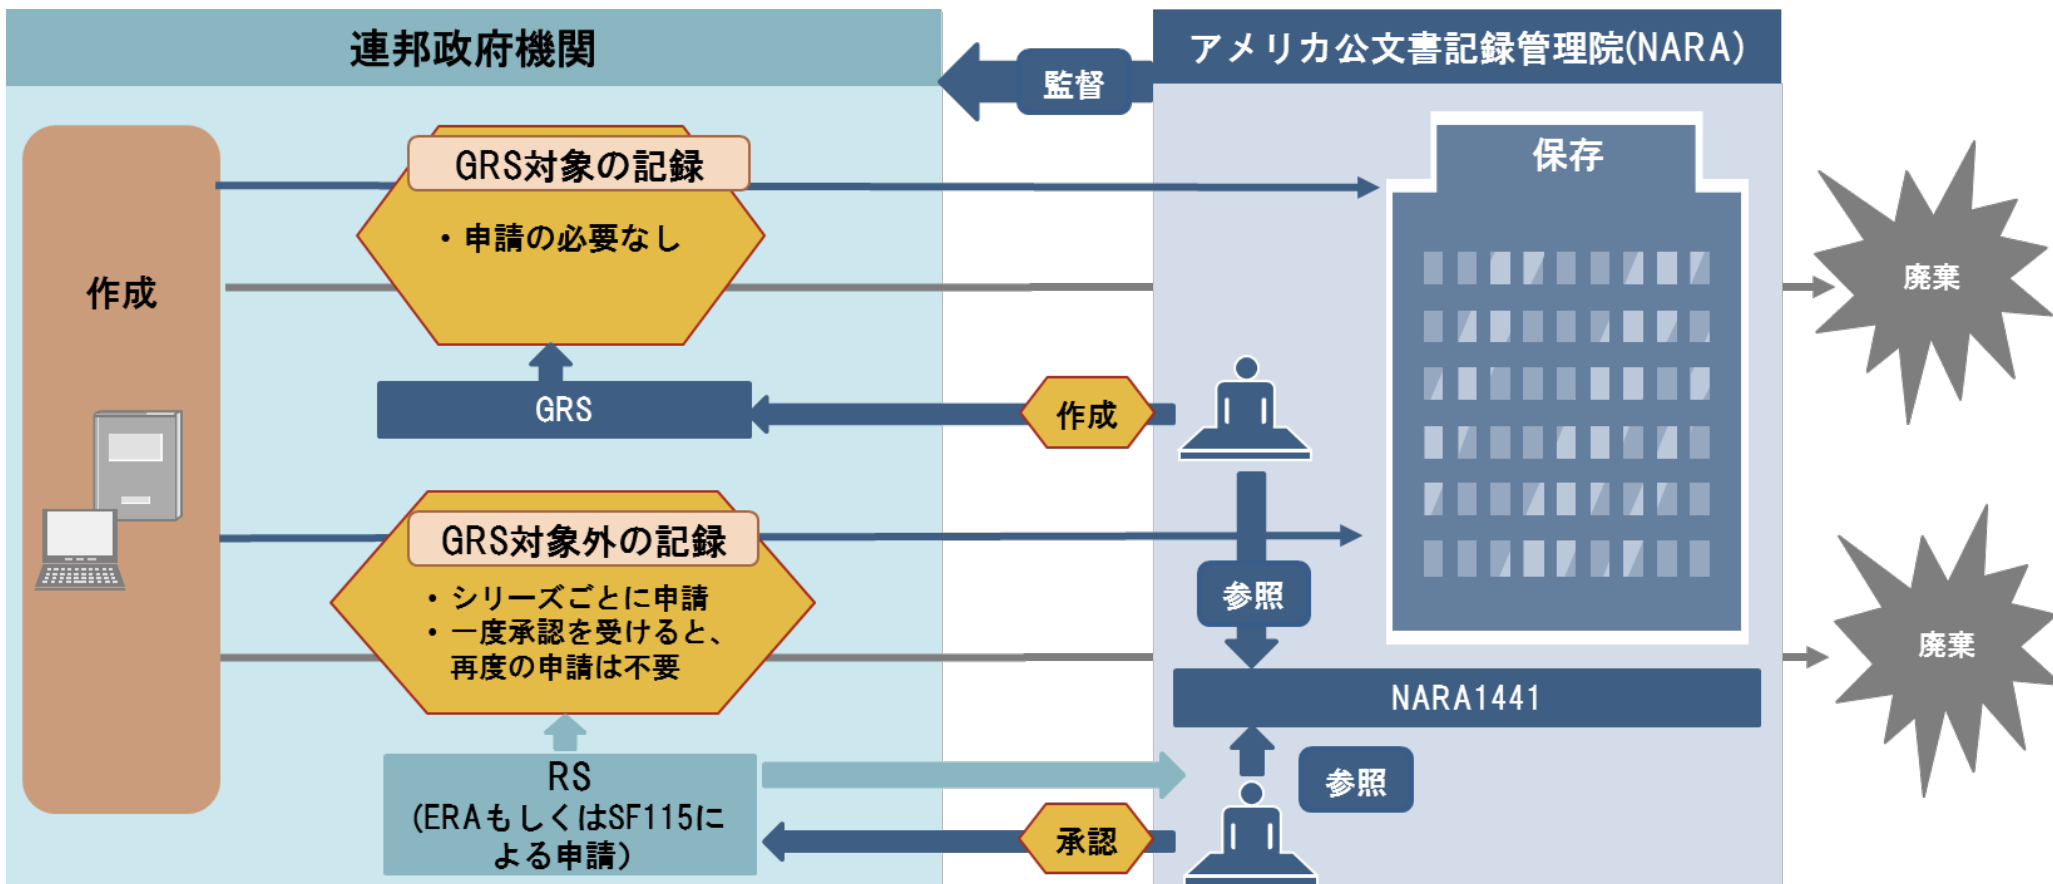 連邦政府機関
監督
アメリカ公文書記録管理院(NARA)
作成
GRS対象の記録
・申請の必要なし
保存
廃棄
GRS
作成
GRS対象外の記録
・シリーズごとに申請
・一度承認を受けると、
再度の申請は不要
参照
廃棄
NARA1441
RS
(ERAもしくはSF115に
よる申請)
参照
承認